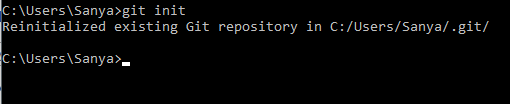 C:\Users\Sanya>git init
Reinitialized existing Git repository in C:/Users/Sanya/.git/
C:\Users\Sanya>